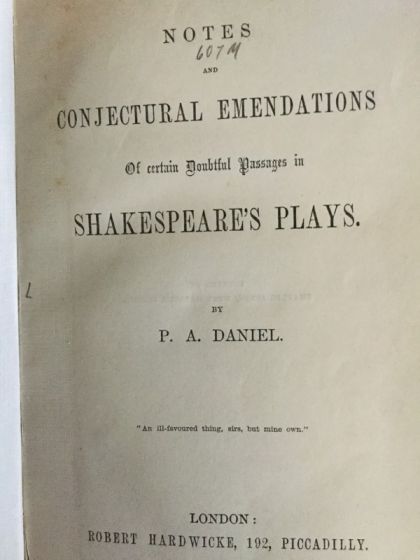 NOTES
607M
AND
CONJECTURAL EMENDATIONS
Of certain Doubtful Passages in
SHAKESPEARE'S PLAYS.
BY
P. A. DANIEL.
"An ill-favoured thing, sirs, but mine own."
LONDON:
ROBERT HARDWICKE, 192, PICCADILLY.